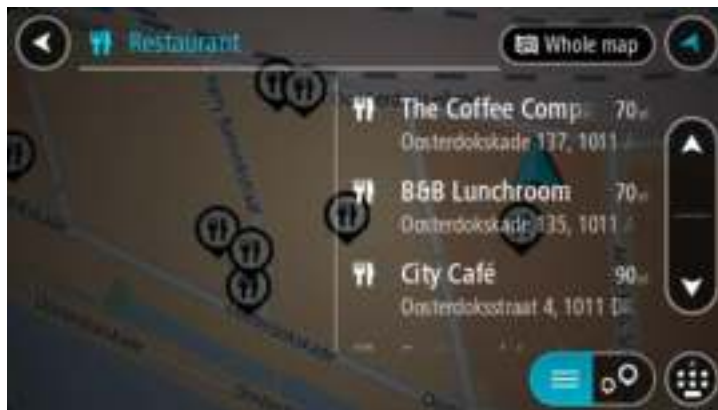 Restaurant
Whole map
The Coffee Comp 70
Oosterdokskade 137, 1011
B&B Lunchroom 70
Oosterdokskade 135, 1011
City Café 90
Oosterdoksstraat 4, 1011